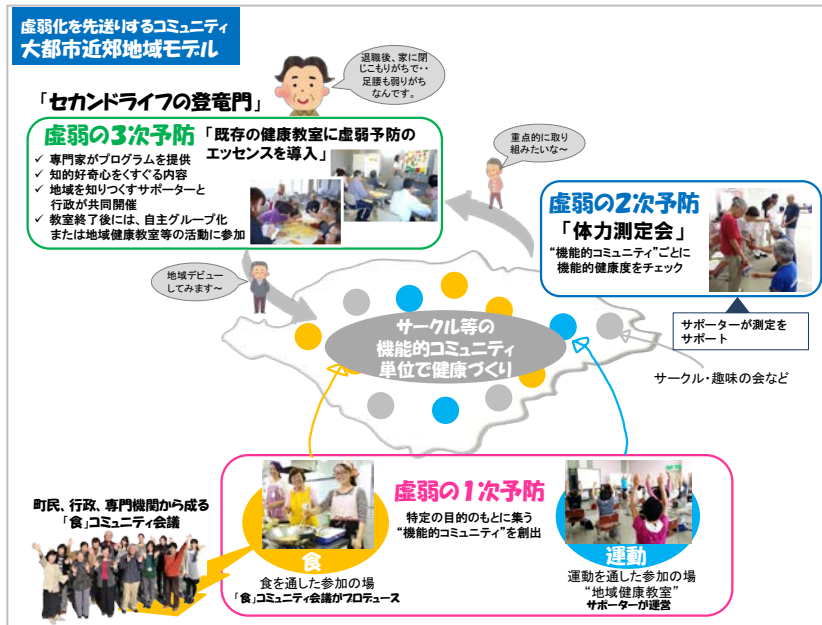 虚弱化を先送りするコミュニティ
大都市近郊地域モデル
退職後、家に閉
じこもりがちで・・
足腰も弱りがち
なんです。
「セカンドライフの登竜門」
虚弱の3次予防
「既存の健康教室に虚弱予防の
エッセンスを導入」
✓ 専門家がプログラムを提供
✓ 知的好奇心をくすぐる内容
✓ 地域を知りつくすサポーターと
行政が共同開催
✓ 教室終了後には、自主グループ化
または地域健康教室等の活動に参加
重点的に取り
組みたいな～
虚弱の2次予防
「体力測定会」
“機能的コミュニティ”ごとに
機能的健康度をチェック
サポーターが測定を
サポート
地域デビュー
してみます～
サークル等の
機能的コミュニティ
単位で健康づくり
サークル・趣味の会など
町民、行政、専門機関から成る
「食」コミュニティ会議
虚弱の1次予防
特定の目的のもとに集う
“機能的コミュニティ”を創出
食
食を通した参加の場
「食」コミュニティ会議がプロデュース
運動
運動を通した参加の場
“地域健康教室”
サポーターが運営